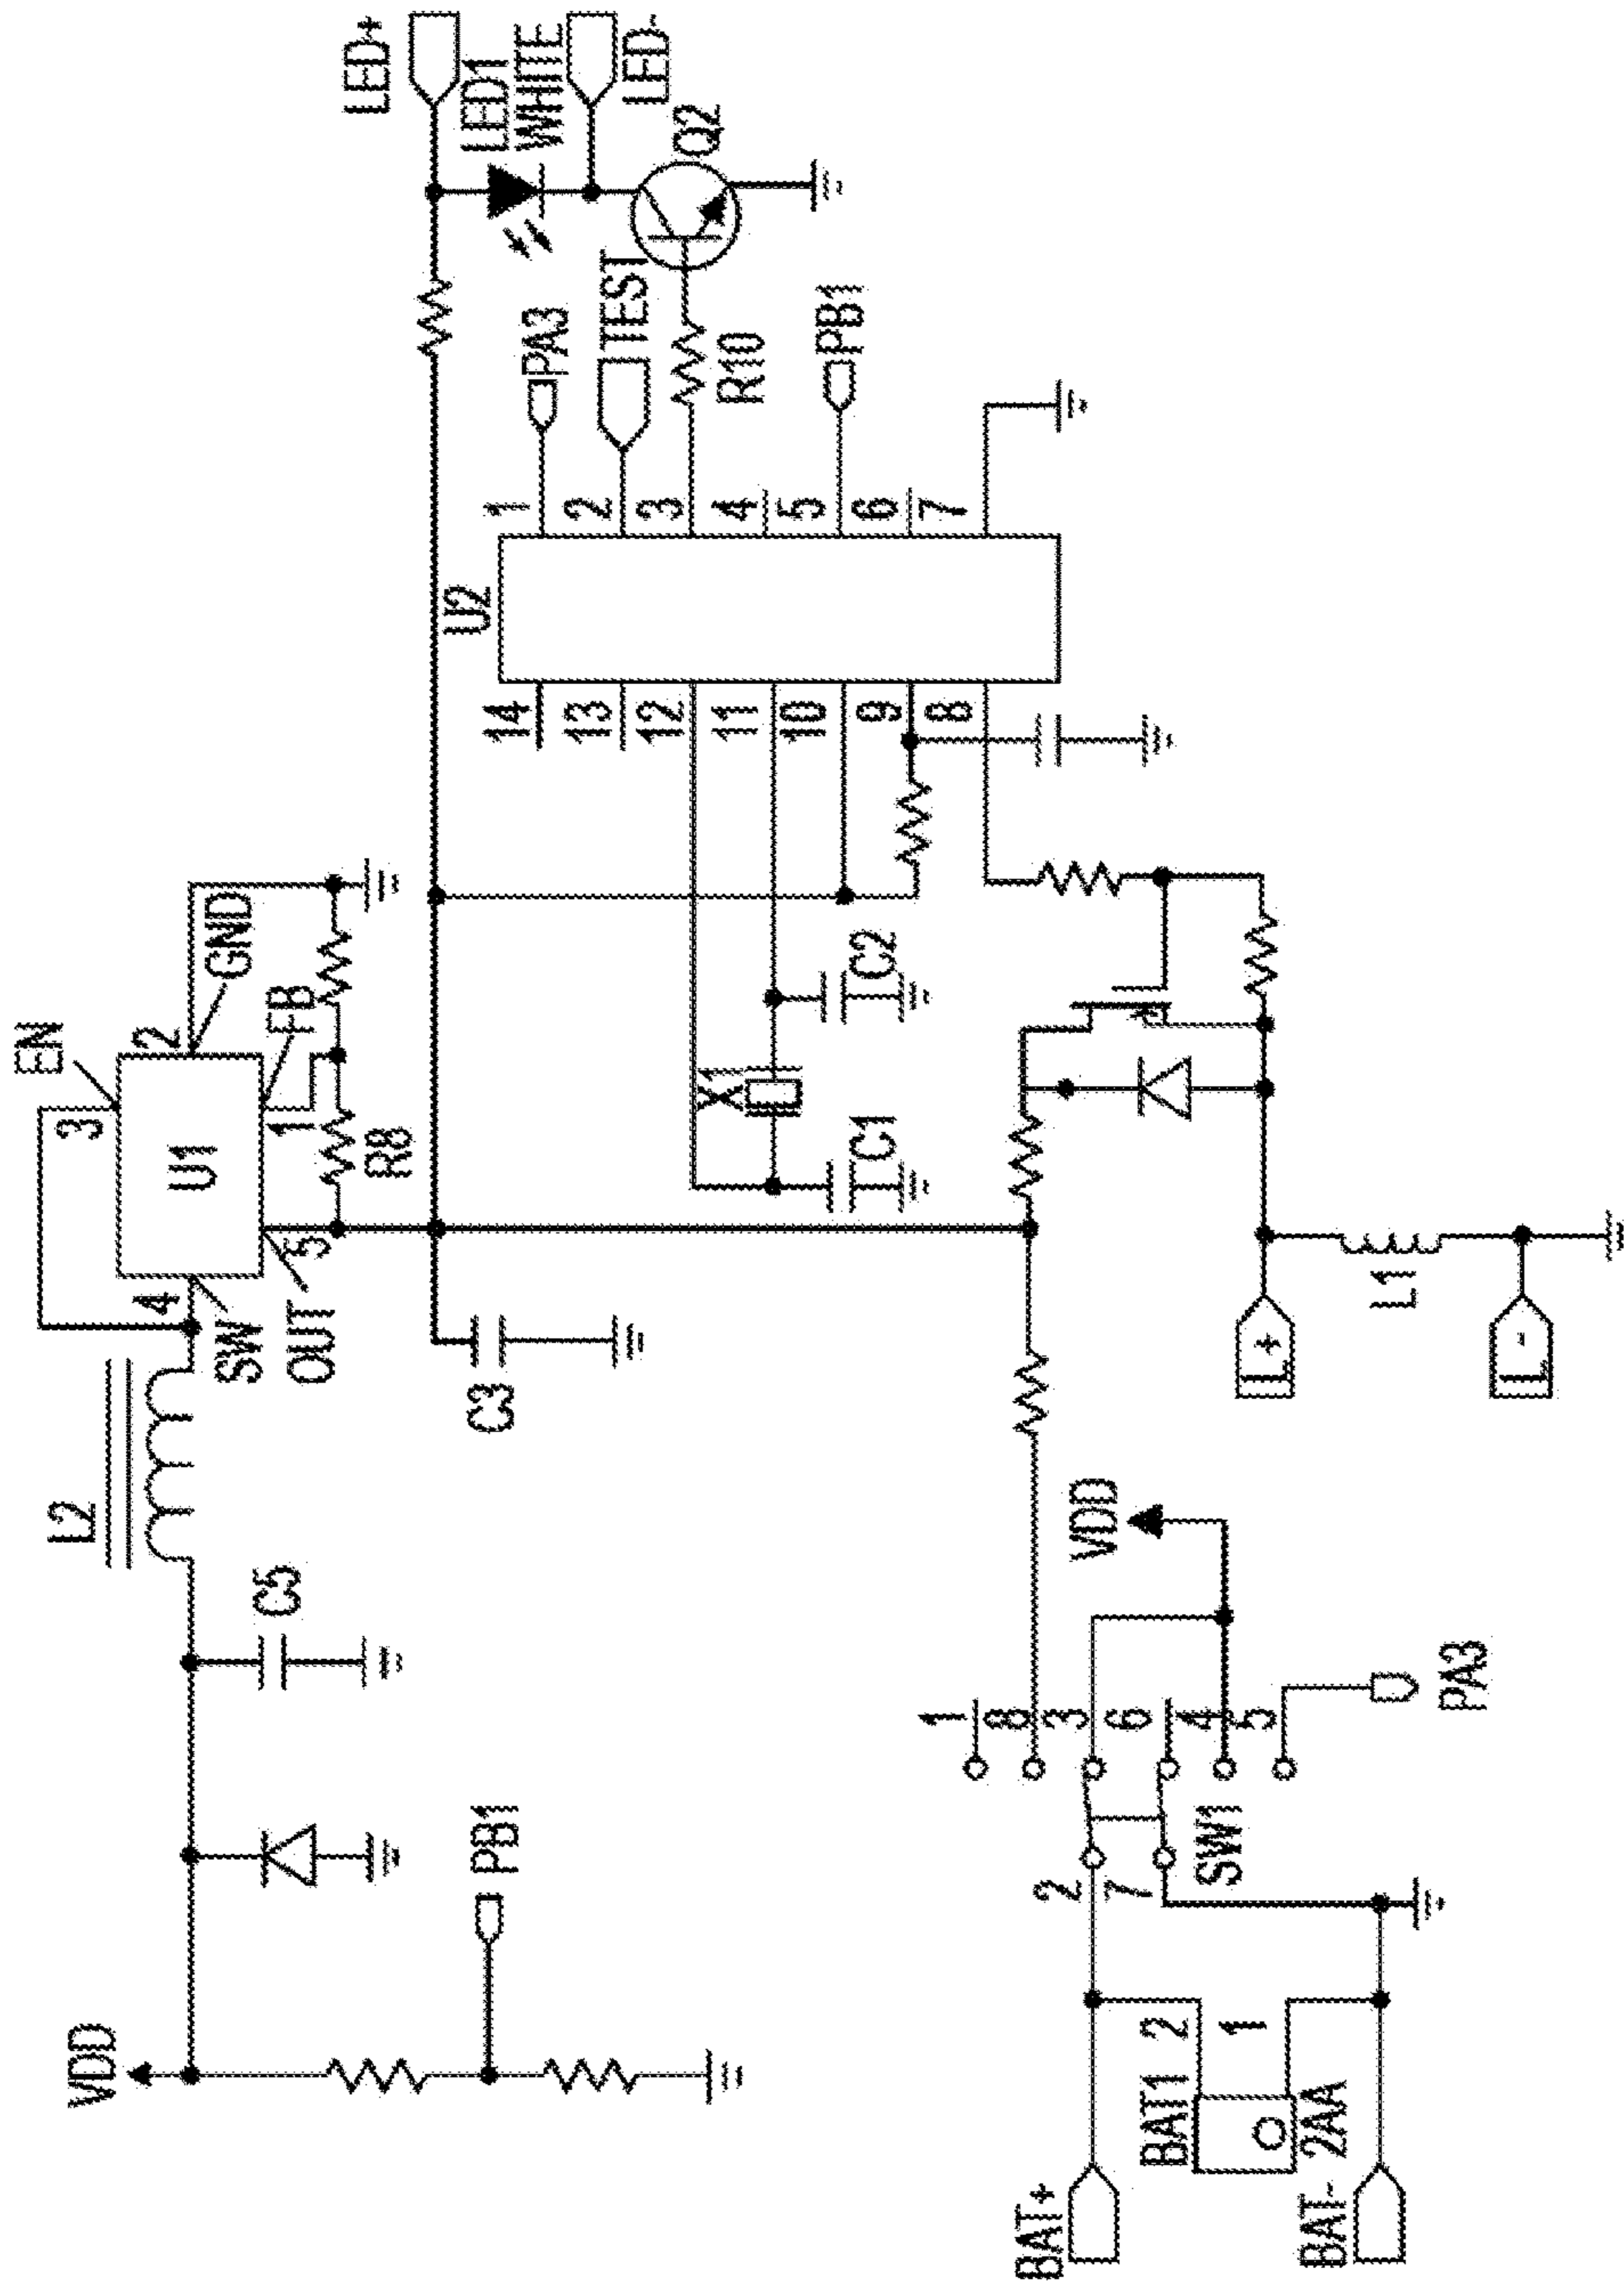 VDD
L2
C5
PB1
EN
3
U1
2
GND
FB
1
R8
4
SW
5
OUT
C3
LED+
LED1
WHITE
LED-
Q2
PA3
TEST
R10
PB1
U2
1
2
3
4
5
6
7
14
13
12
11
10
9
8
X1
C2
C1
L+
L1
L-
VDD
1
8
3
6
4
5
PA3
2
7
SW1
BAT+
BAT1
2
1
2AA
BAT-